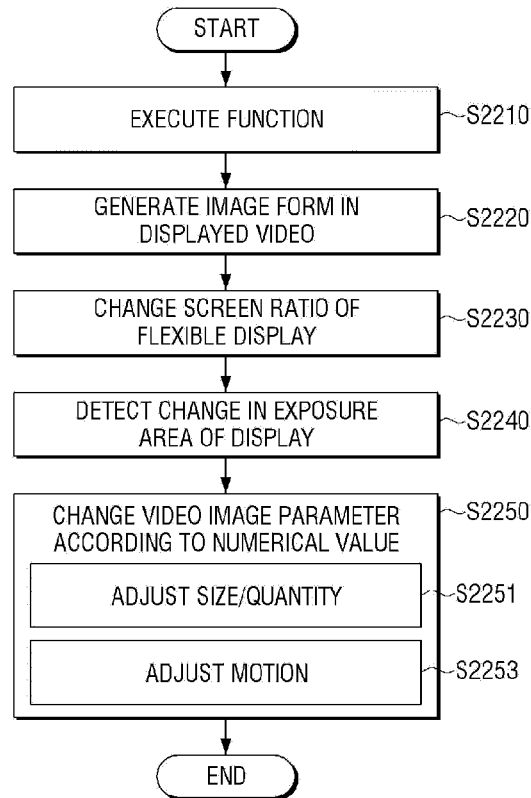 START
EXECUTE FUNCTION
S2210
GENERATE IMAGE FORM IN
DISPLAYED VIDEO
S2220
CHANGE SCREEN RATIO OF
FLEXIBLE DISPLAY
S2230
DETECT CHANGE IN EXPOSURE
AREA OF DISPLAY
S2240
CHANGE VIDEO IMAGE PARAMETER
ACCORDING TO NUMERICAL VALUE
S2250
ADJUST SIZE/QUANTITY
S2251
ADJUST MOTION
S2253
END